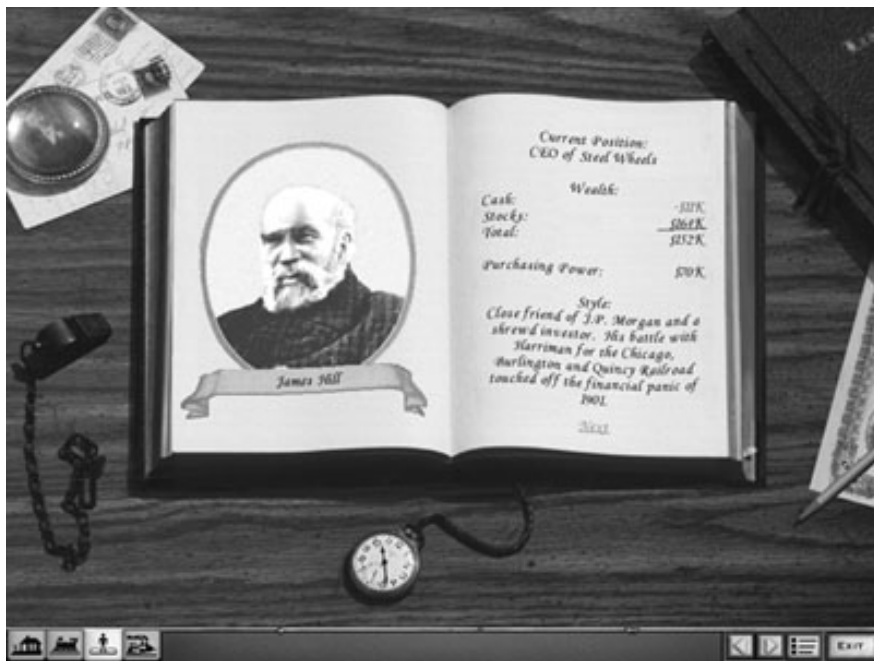 James Hill
Current Position:
CEO of Steel Wheels
Wealth:
Cash:
Stocks:
Total: $152K
Purchasing Power:
Style:
Close friend of J.P. Morgan and a
shrewd investor. His battle with
Harriman for the Chicago,
Burlington and Quincy Railroad
touched off the financial panic of
1901.
Next
EXIT